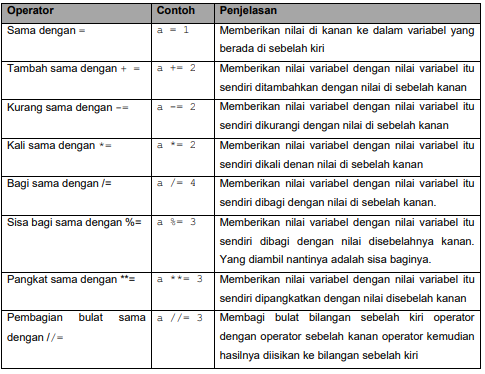 Operator Contoh Penjelasan
Sama dengan = a = 1 Memberikan nilai di kanan ke dalam variabel yang
berada di sebelah kiri
Tambah sama dengan + = a += 2 Memberikan nilai variabel dengan nilai variabel itu
sendiri ditambahkan dengan nilai di sebelah kanan
Kurang sama dengan -= a -= 2 Memberikan nilai variabel dengan nilai variabel itu
sendiri dikurangi dengan nilai di sebelah kanan
Kali sama dengan *= a *= 2 Memberikan nilai variabel dengan nilai variabel itu
sendiri dikali denan nilai di sebelah kanan
Bagi sama dengan /= a /= 4 Memberikan nilai variabel dengan nilai variabel itu
sendiri dibagi dengan nilai di sebelah kanan.
Sisa bagi sama dengan %= a %= 3 Memberikan nilai variabel dengan nilai variabel itu
sendiri dibagi dengan nilai disebelahnya kanan.
Yang diambil nantinya adalah sisa baginya.
Pangkat sama dengan **= a **= 3 Memberikan nilai variabel dengan nilai variabel itu
sendiri dipangkatkan dengan nilai disebelah kanan
Pembagian bulat sama a //= 3 Membagi bulat bilangan sebelah kiri operator
dengan //= dengan operator sebelah kanan operator kemudian
hasilnya diisikan ke bilangan sebelah kiri